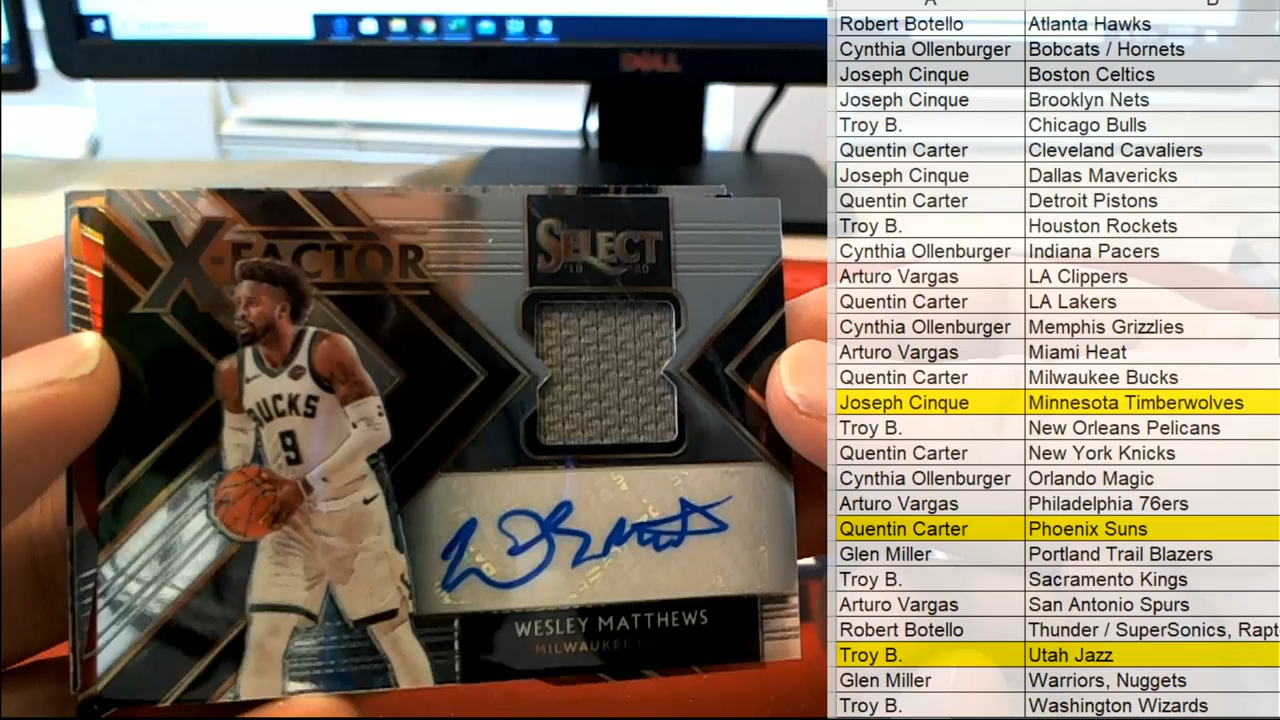 DELL
X-FACTOR
SELECT
'19 '20
BUCKS
9
WESLEY MATTHEWS
MILWAUKEE
A B
Robert Botello Atlanta Hawks
Cynthia Ollenburger Bobcats / Hornets
Joseph Cinque Boston Celtics
Joseph Cinque Brooklyn Nets
Troy B. Chicago Bulls
Quentin Carter Cleveland Cavaliers
Joseph Cinque Dallas Mavericks
Quentin Carter Detroit Pistons
Troy B. Houston Rockets
Cynthia Ollenburger Indiana Pacers
Arturo Vargas LA Clippers
Quentin Carter LA Lakers
Cynthia Ollenburger Memphis Grizzlies
Arturo Vargas Miami Heat
Quentin Carter Milwaukee Bucks
Joseph Cinque Minnesota Timberwolves
Troy B. New Orleans Pelicans
Quentin Carter New York Knicks
Cynthia Ollenburger Orlando Magic
Arturo Vargas Philadelphia 76ers
Quentin Carter Phoenix Suns
Glen Miller Portland Trail Blazers
Troy B. Sacramento Kings
Arturo Vargas San Antonio Spurs
Robert Botello Thunder / SuperSonics, Rapt
Troy B. Utah Jazz
Glen Miller Warriors, Nuggets
Troy B. Washington Wizards